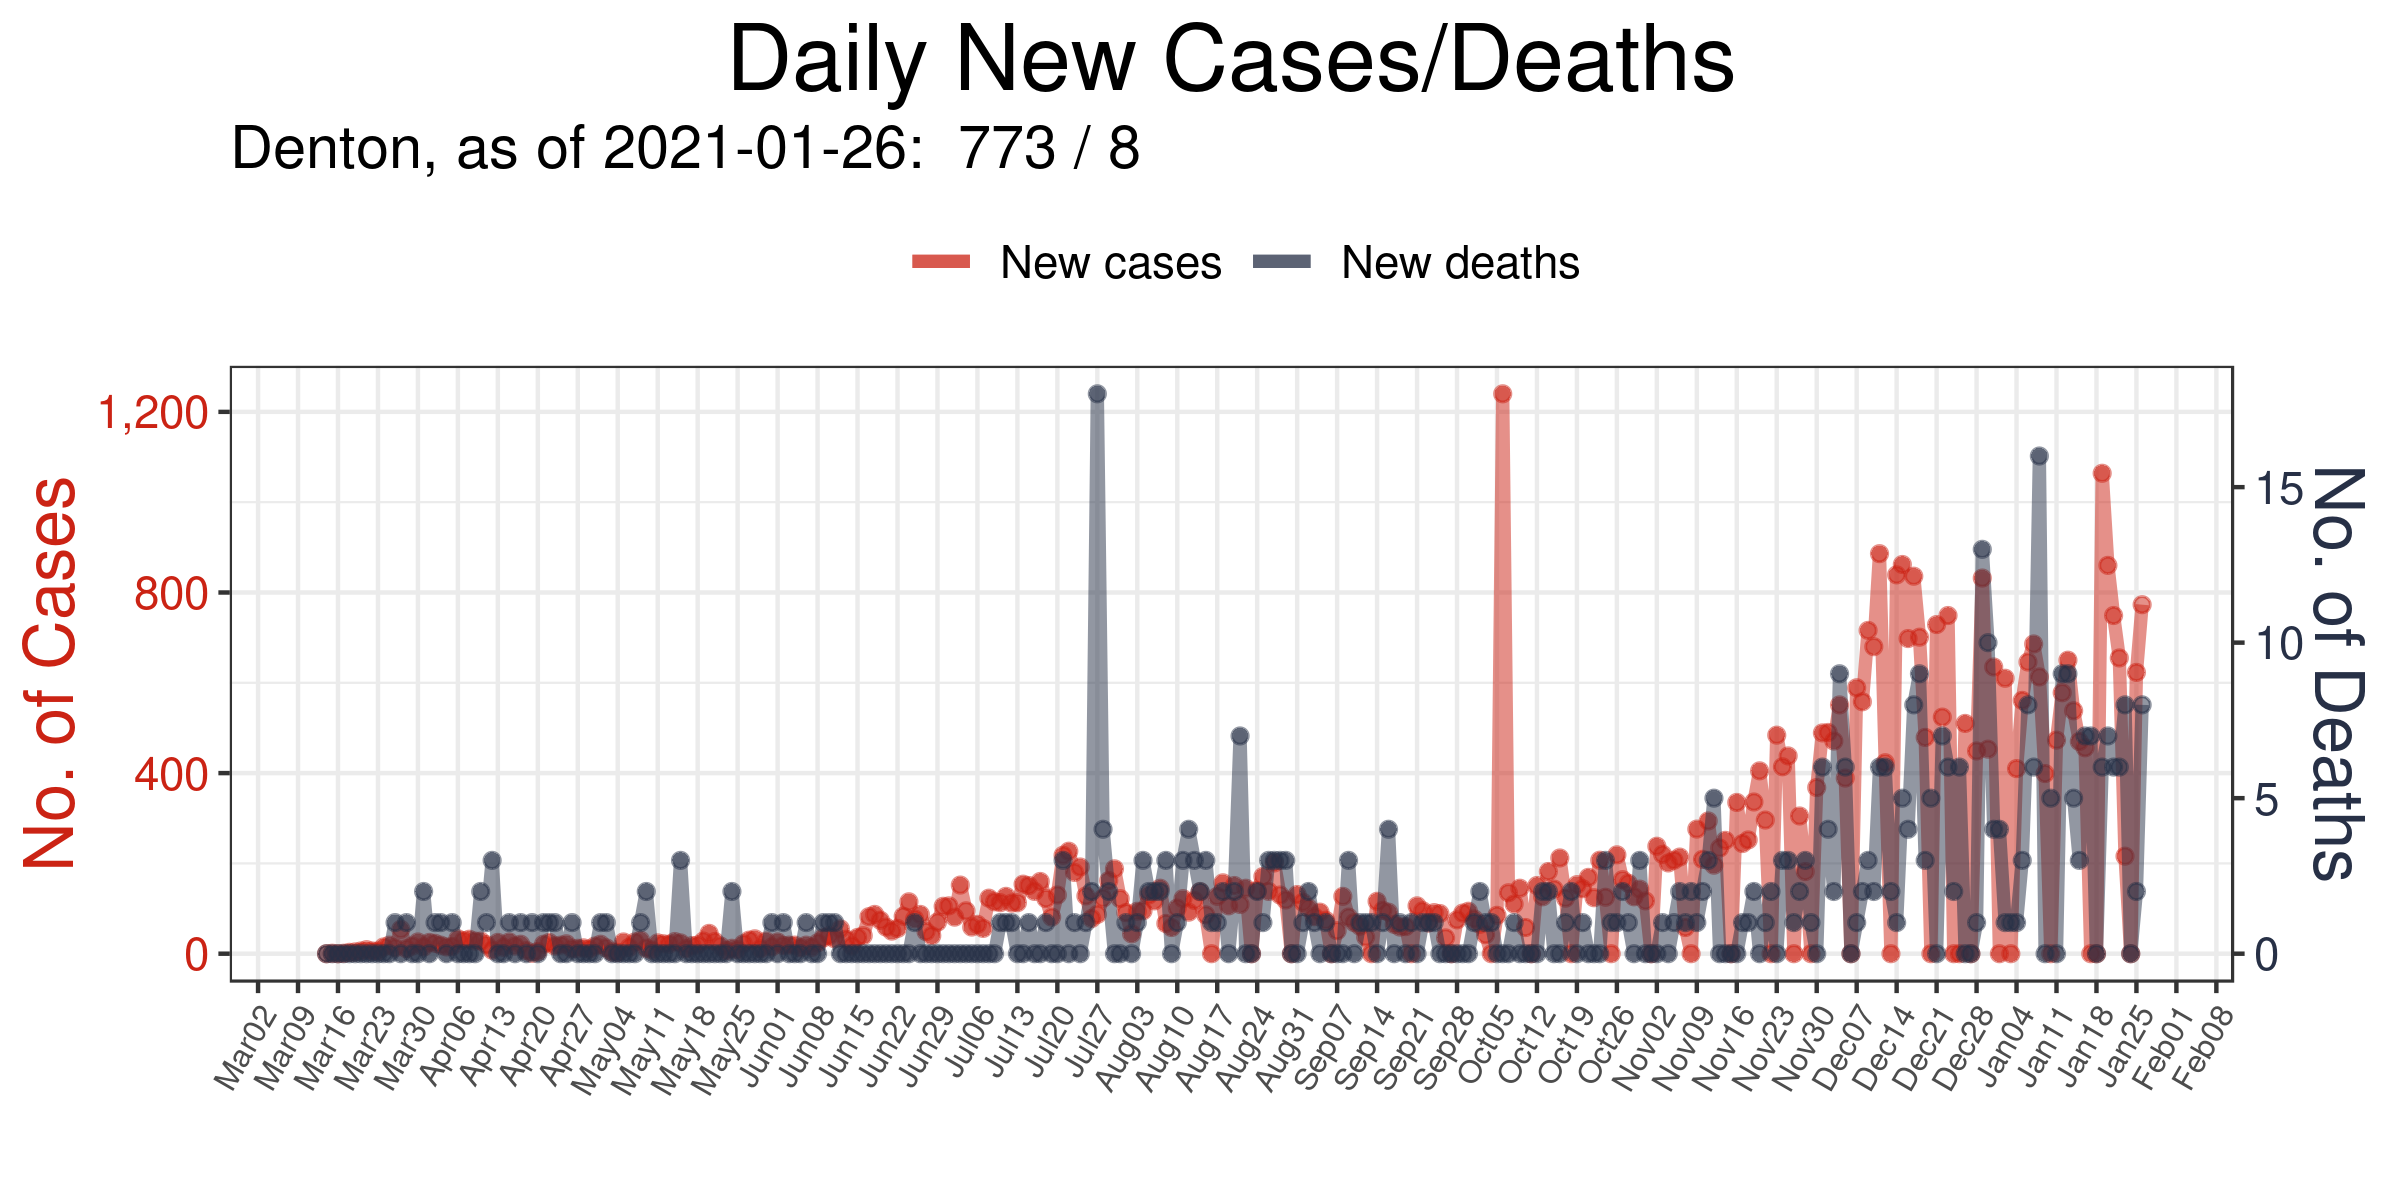 Daily New Cases/Deaths
Denton, as of 2021-01-26:  773 / 8
New cases
New deaths
No. of Cases
1,200
800
400
0
No. of Deaths
15
10
5
0
Mar02
Mar09
Mar16
Mar23
Mar30
Apr06
Apr13
Apr20
Apr27
May04
May11
May18
May25
Jun01
Jun08
Jun15
Jun22
Jun29
Jul06
Jul13
Jul20
Jul27
Aug03
Aug10
Aug17
Aug24
Aug31
Sep07
Sep14
Sep21
Sep28
Oct05
Oct12
Oct19
Oct26
Nov02
Nov09
Nov16
Nov23
Nov30
Dec07
Dec14
Dec21
Dec28
Jan04
Jan11
Jan18
Jan25
Feb01
Feb08